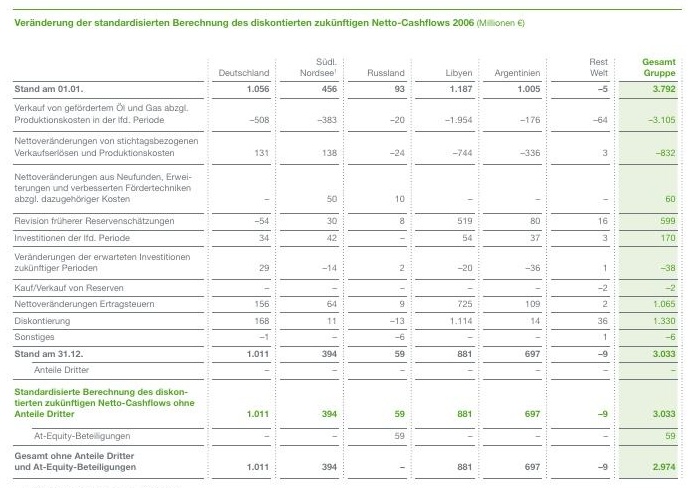 Veränderung der standardisierten Berechnung des diskontierten zukünftigen Netto-Cashflows 2006 (Millionen €)
Südl. Rest Gesamt
Deutschland Nordsee¹ Russland Libyen Argentinien Welt Gruppe
Stand am 01.01. 1.056 456 93 1.187 1.005 –5 3.792
Verkauf von gefördertem Öl und Gas abzgl.
Produktionskosten in der lfd. Periode –508 –383 –20 –1.954 –176 –64 –3.105
Nettoveränderungen von stichtagsbezogenen
Verkaufserlösen und Produktionskosten 131 138 –24 –744 –336 3 –832
Nettoveränderungen aus Neufunden, Erwei-
terungen und verbesserten Fördertechniken
abzgl. dazugehöriger Kosten – 50 10 – – – 60
Revision früherer Reservenschätzungen –54 30 8 519 80 16 599
Investitionen der lfd. Periode 34 42 – 54 37 3 170
Veränderungen der erwarteten Investitionen
zukünftiger Perioden 29 –14 2 –20 –36 1 –38
Kauf/Verkauf von Reserven – – – – – –2 –2
Nettoveränderungen Ertragsteuern 156 64 9 725 109 2 1.065
Diskontierung 168 11 –13 1.114 14 36 1.330
Sonstiges –1 – –6 – – 1 –6
Stand am 31.12. 1.011 394 59 881 697 –9 3.033
Anteile Dritter – – – – – – –
Standardisierte Berechnung des diskon-
tierten zukünftigen Netto-Cashflows ohne
Anteile Dritter 1.011 394 59 881 697 –9 3.033
At-Equity-Beteiligungen – – 59 – – – 59
Gesamt ohne Anteile Dritter
und At-Equity-Beteiligungen 1.011 394 – 881 697 –9 2.974